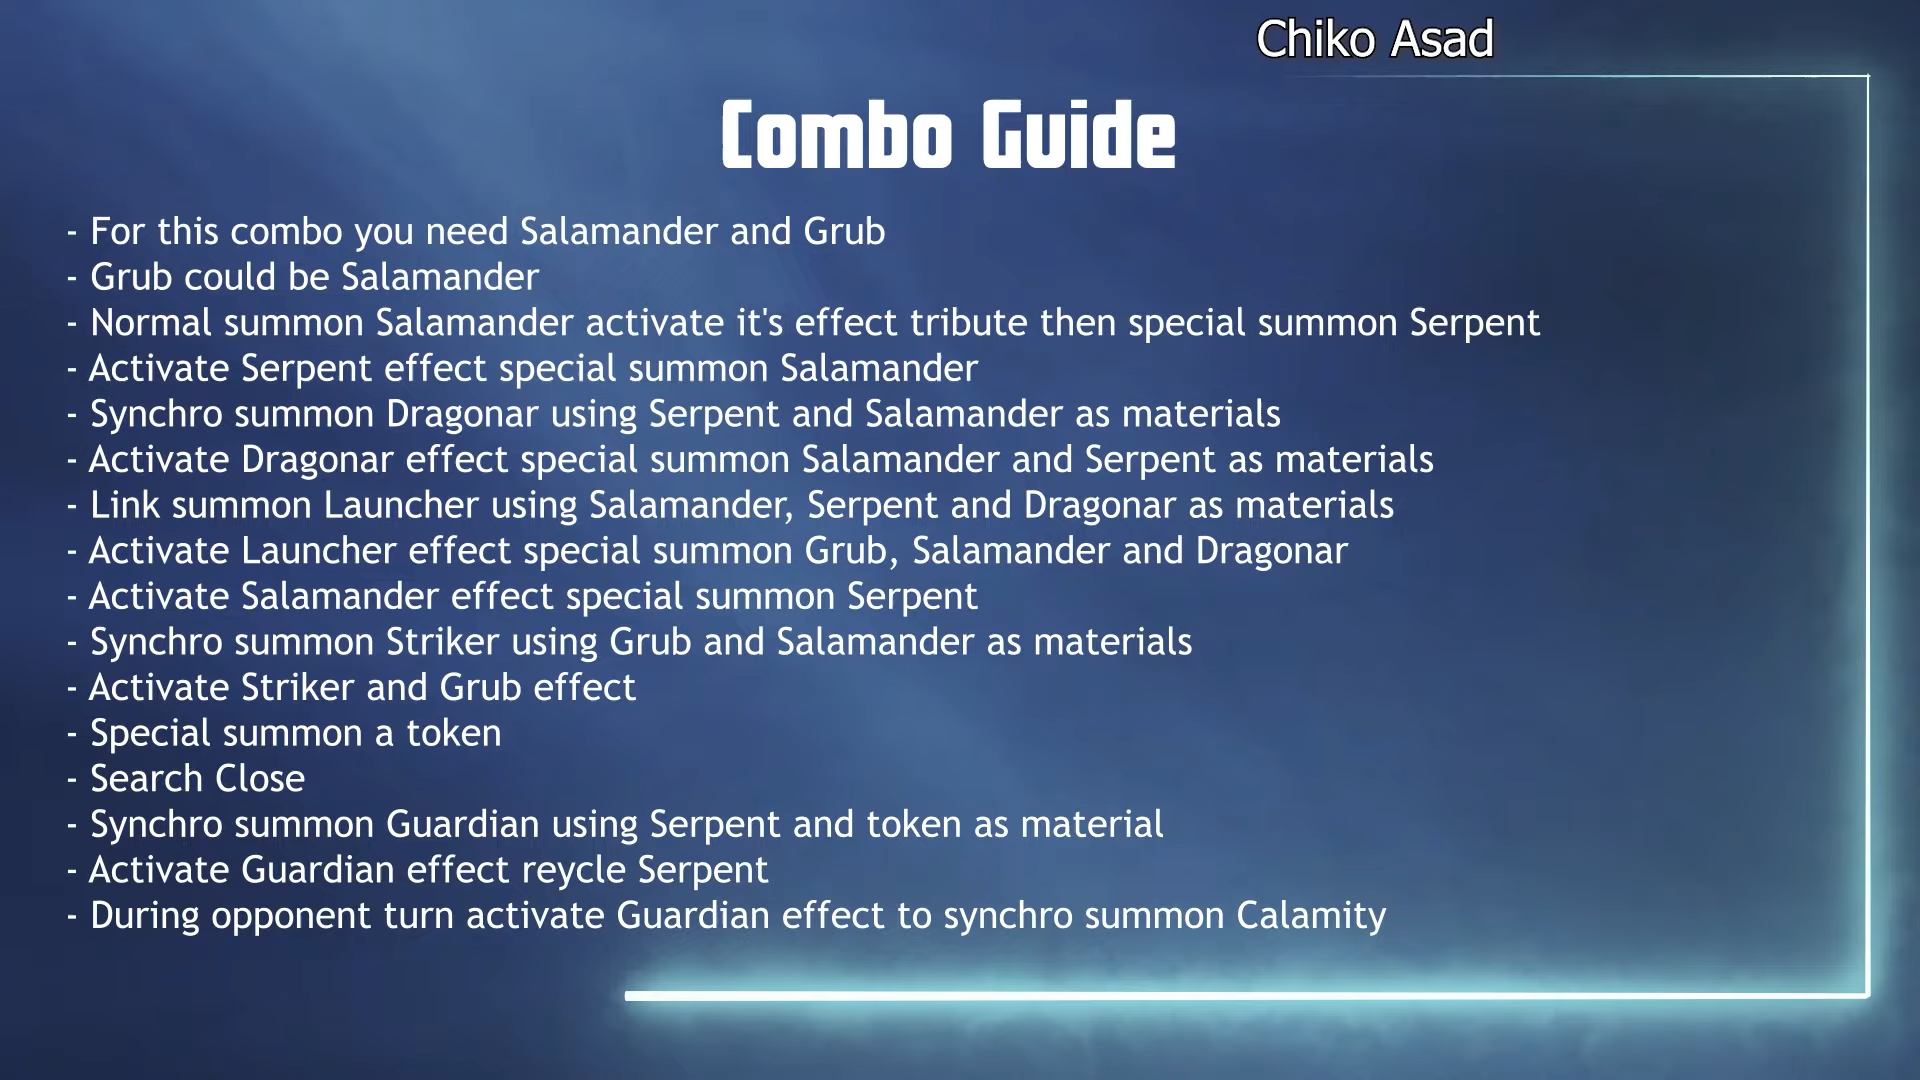 Chiko Asad
Combo Guide
- For this combo you need Salamander and Grub
- Grub could be Salamander
- Normal summon Salamander activate it's effect tribute then special summon Serpent
- Activate Serpent effect special summon Salamander
- Synchro summon Dragonar using Serpent and Salamander as materials
- Activate Dragonar effect special summon Salamander and Serpent as materials
- Link summon Launcher using Salamander, Serpent and Dragonar as materials
- Activate Launcher effect special summon Grub, Salamander and Dragonar
- Activate Salamander effect special summon Serpent
- Synchro summon Striker using Grub and Salamander as materials
- Activate Striker and Grub effect
- Special summon a token
- Search Close
- Synchro summon Guardian using Serpent and token as material
- Activate Guardian effect reycle Serpent
- During opponent turn activate Guardian effect to synchro summon Calamity